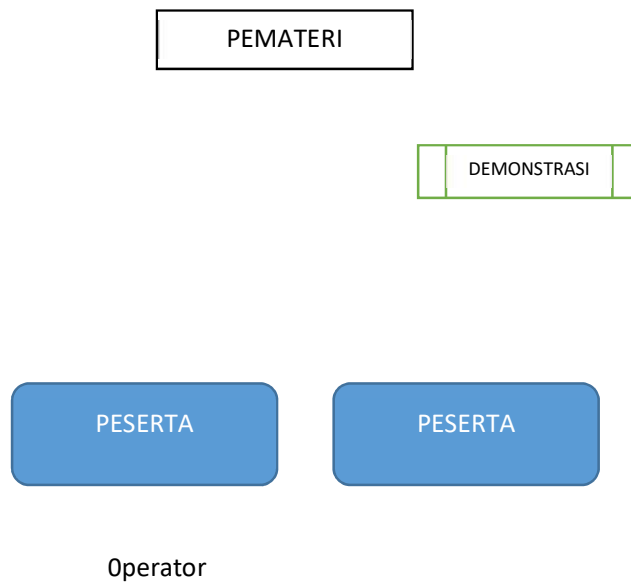 PEMATERI
DEMONSTRASI
PESERTA
PESERTA
0perator